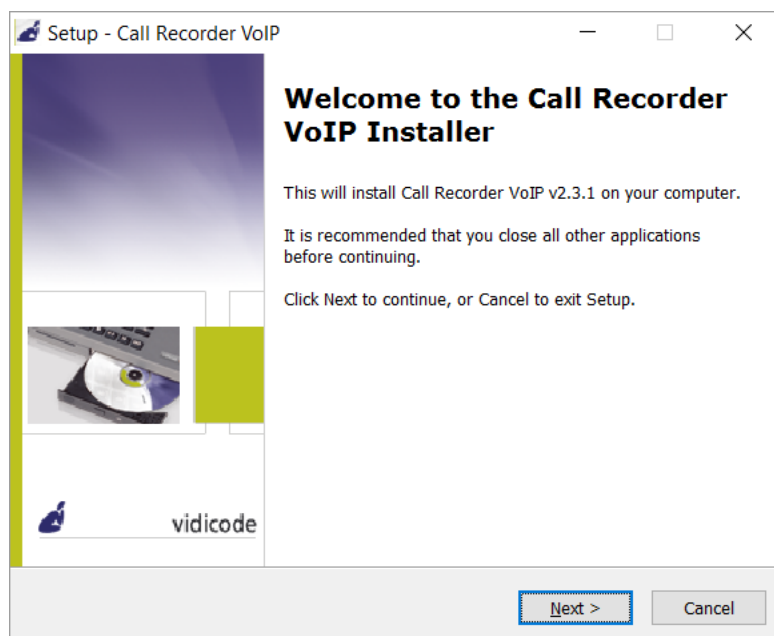 Setup - Call Recorder VoIP
Welcome to the Call Recorder
VoIP Installer
This will install Call Recorder VoIP v2.3.1 on your computer.
It is recommended that you close all other applications
before continuing.
Click Next to continue, or Cancel to exit Setup.
vidicode
Next >
Cancel